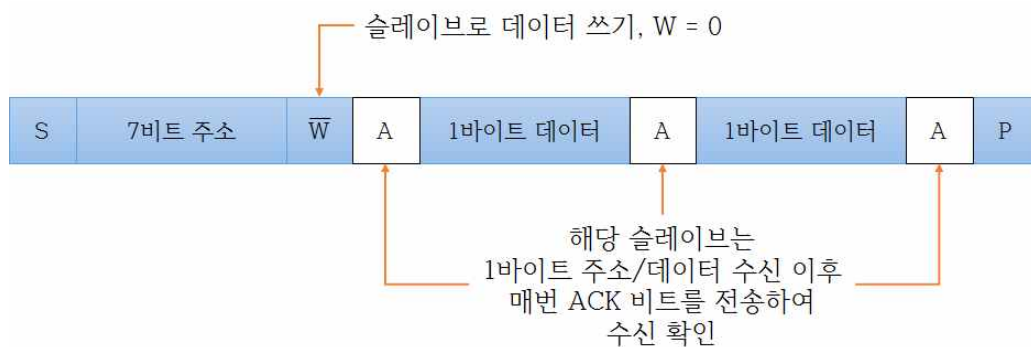 슬레이브로 데이터 쓰기, W = 0
S 7비트 주소 W̅ A 1바이트 데이터 A 1바이트 데이터 A P
해당 슬레이브는
1바이트 주소/데이터 수신 이후
매번 ACK 비트를 전송하여
수신 확인